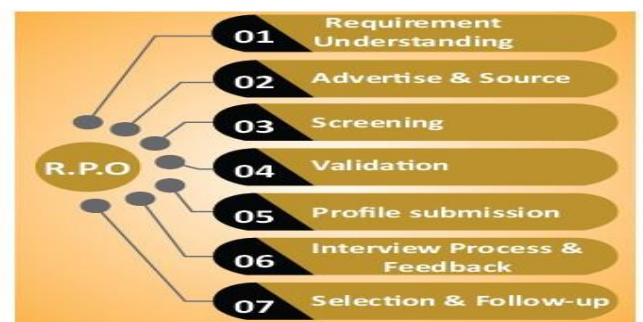 01 Requirement
Understanding
02 Advertise & Source
03 Screening
R.P.O
04 Validation
05 Profile submission
06 Interview Process &
Feedback
07 Selection & Follow-up